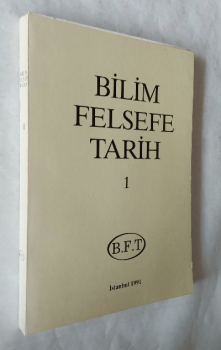 BİLİM
FELSEFE
TARİH
1
B.F.T
İstanbul 1991